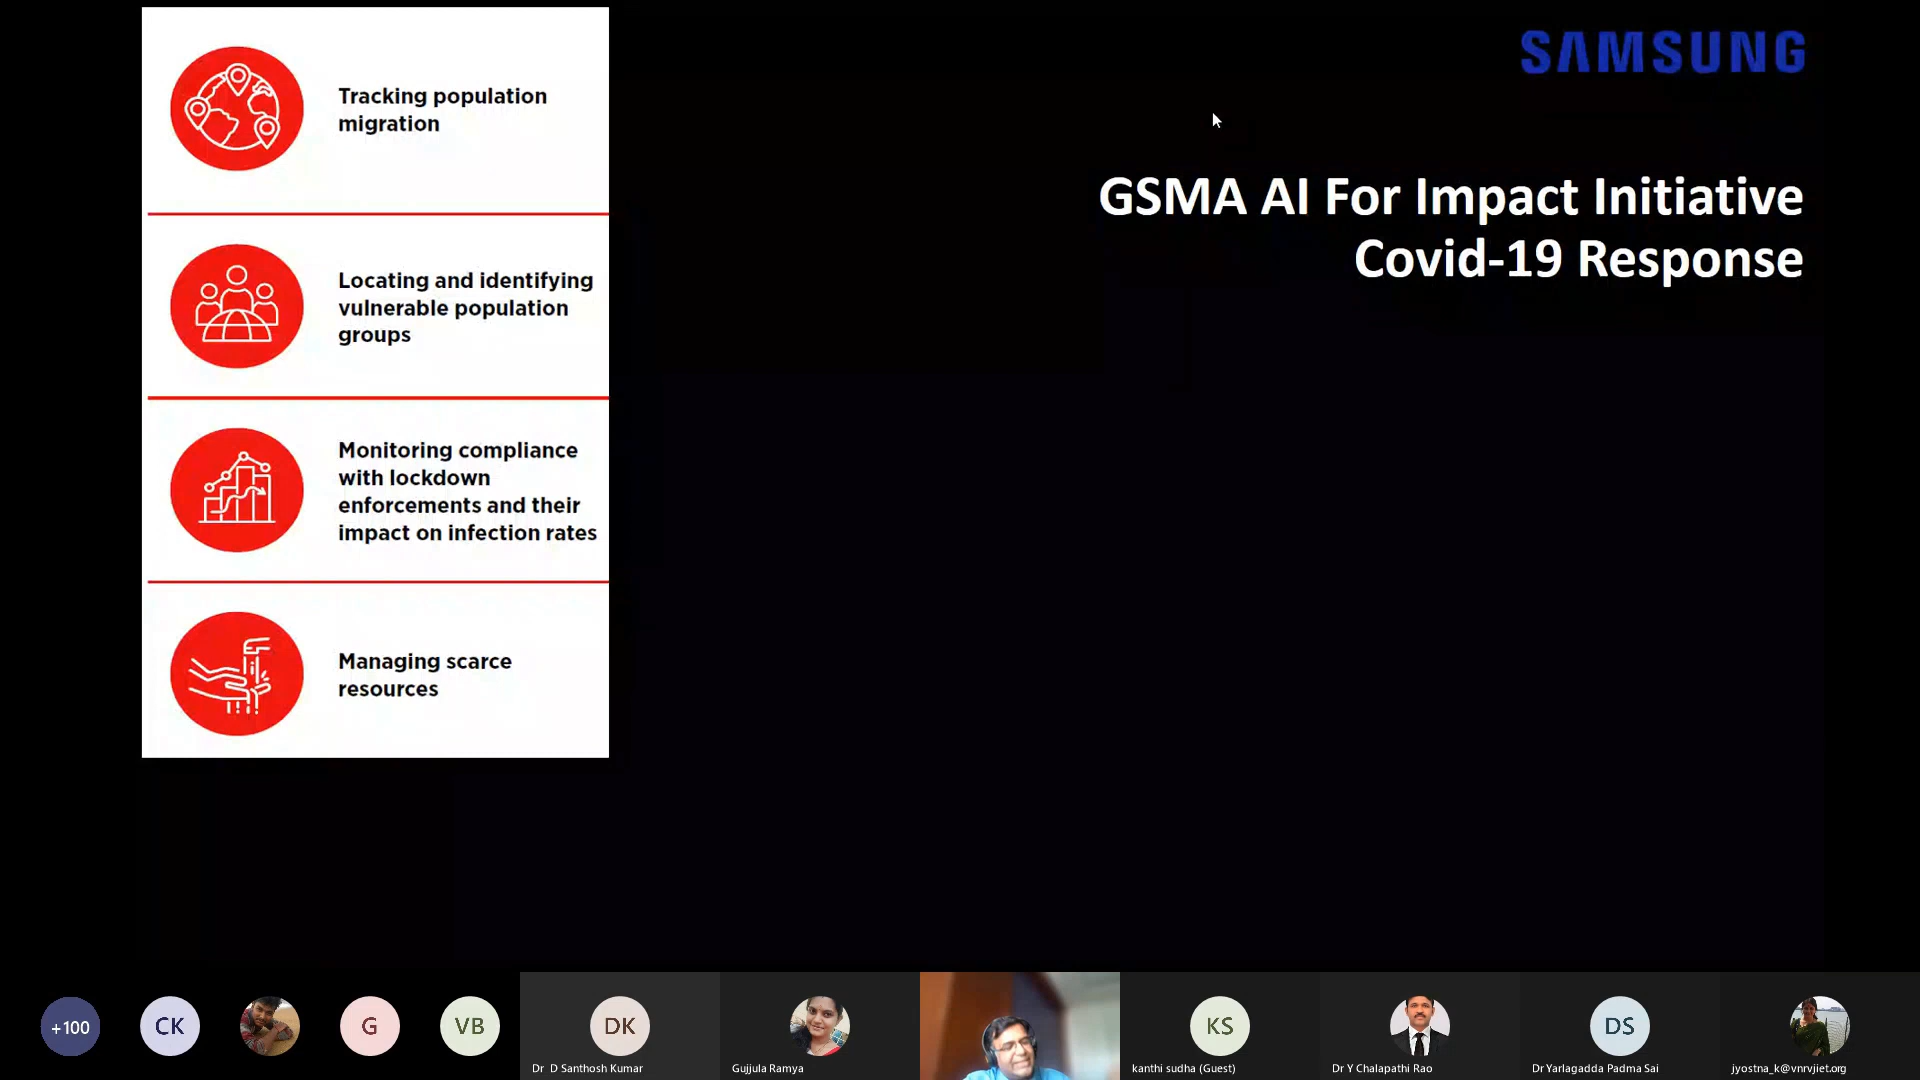 SAMSUNG
GSMA AI For Impact Initiative
Covid-19 Response
Tracking population
migration
Locating and identifying
vulnerable population
groups
Monitoring compliance
with lockdown
enforcements and their
impact on infection rates
Managing scarce
resources
+100
CK
G
VB
DK
Dr D Santhosh Kumar
Gujjula Ramya
KS
kanthi sudha (Guest)
Dr Y Chalapathi Rao
DS
Dr Yarlagadda Padma Sai
jyostna_k@vnrvjiet.org